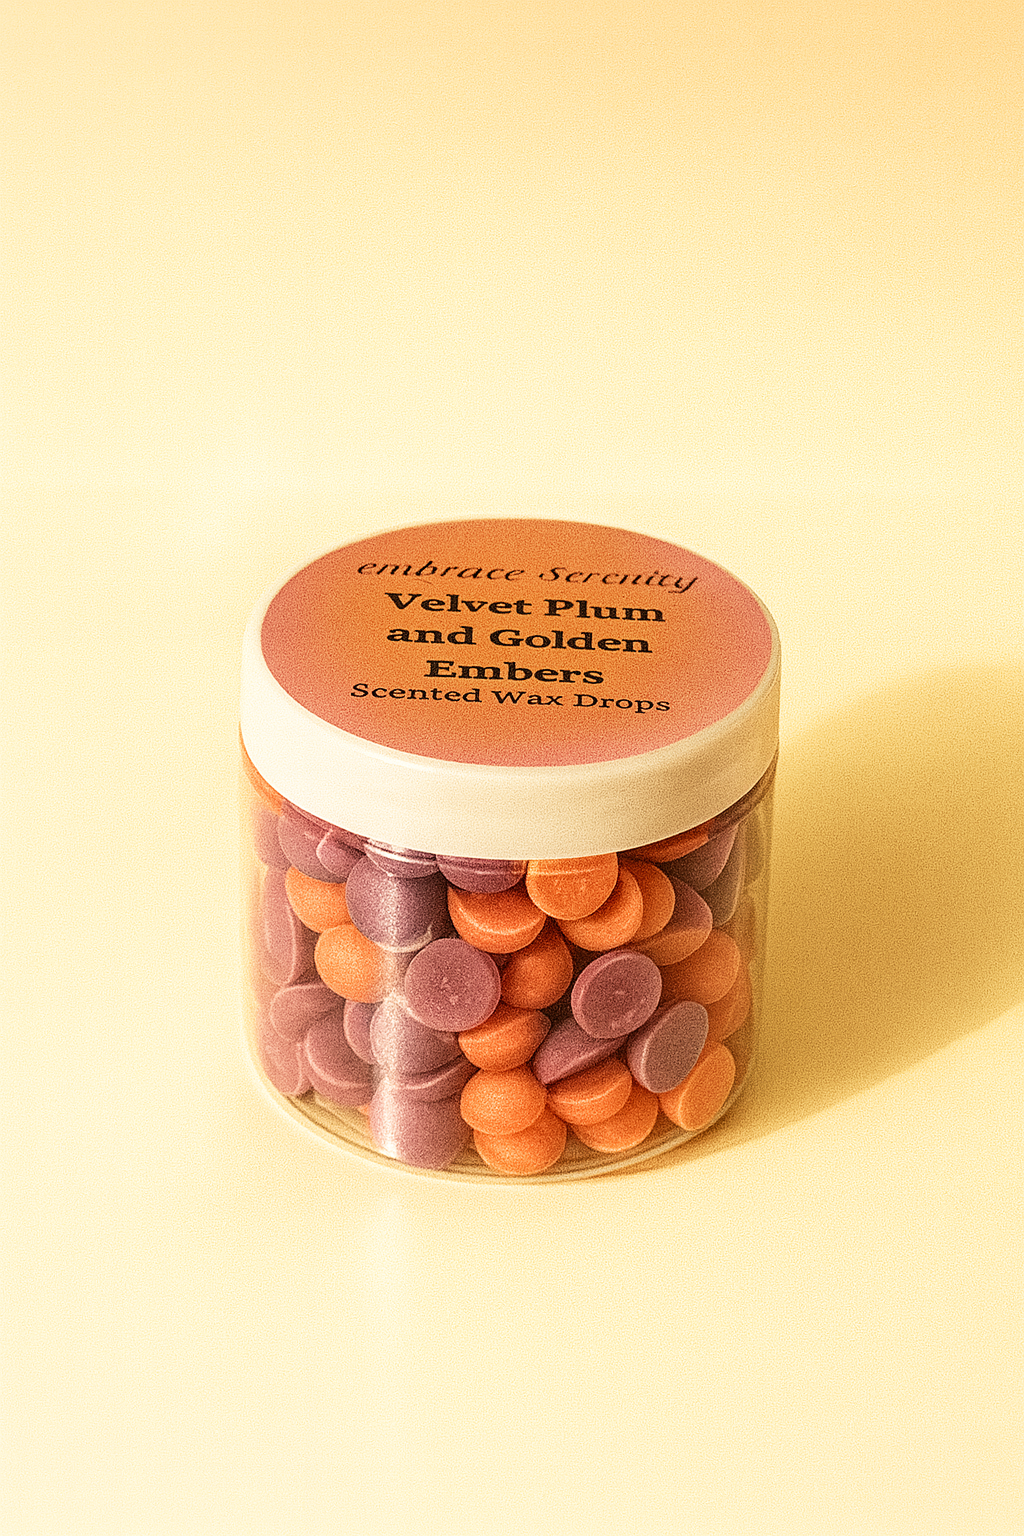 embrace Serenity
Velvet Plum
and Golden
Embers
Scented Wax Drops